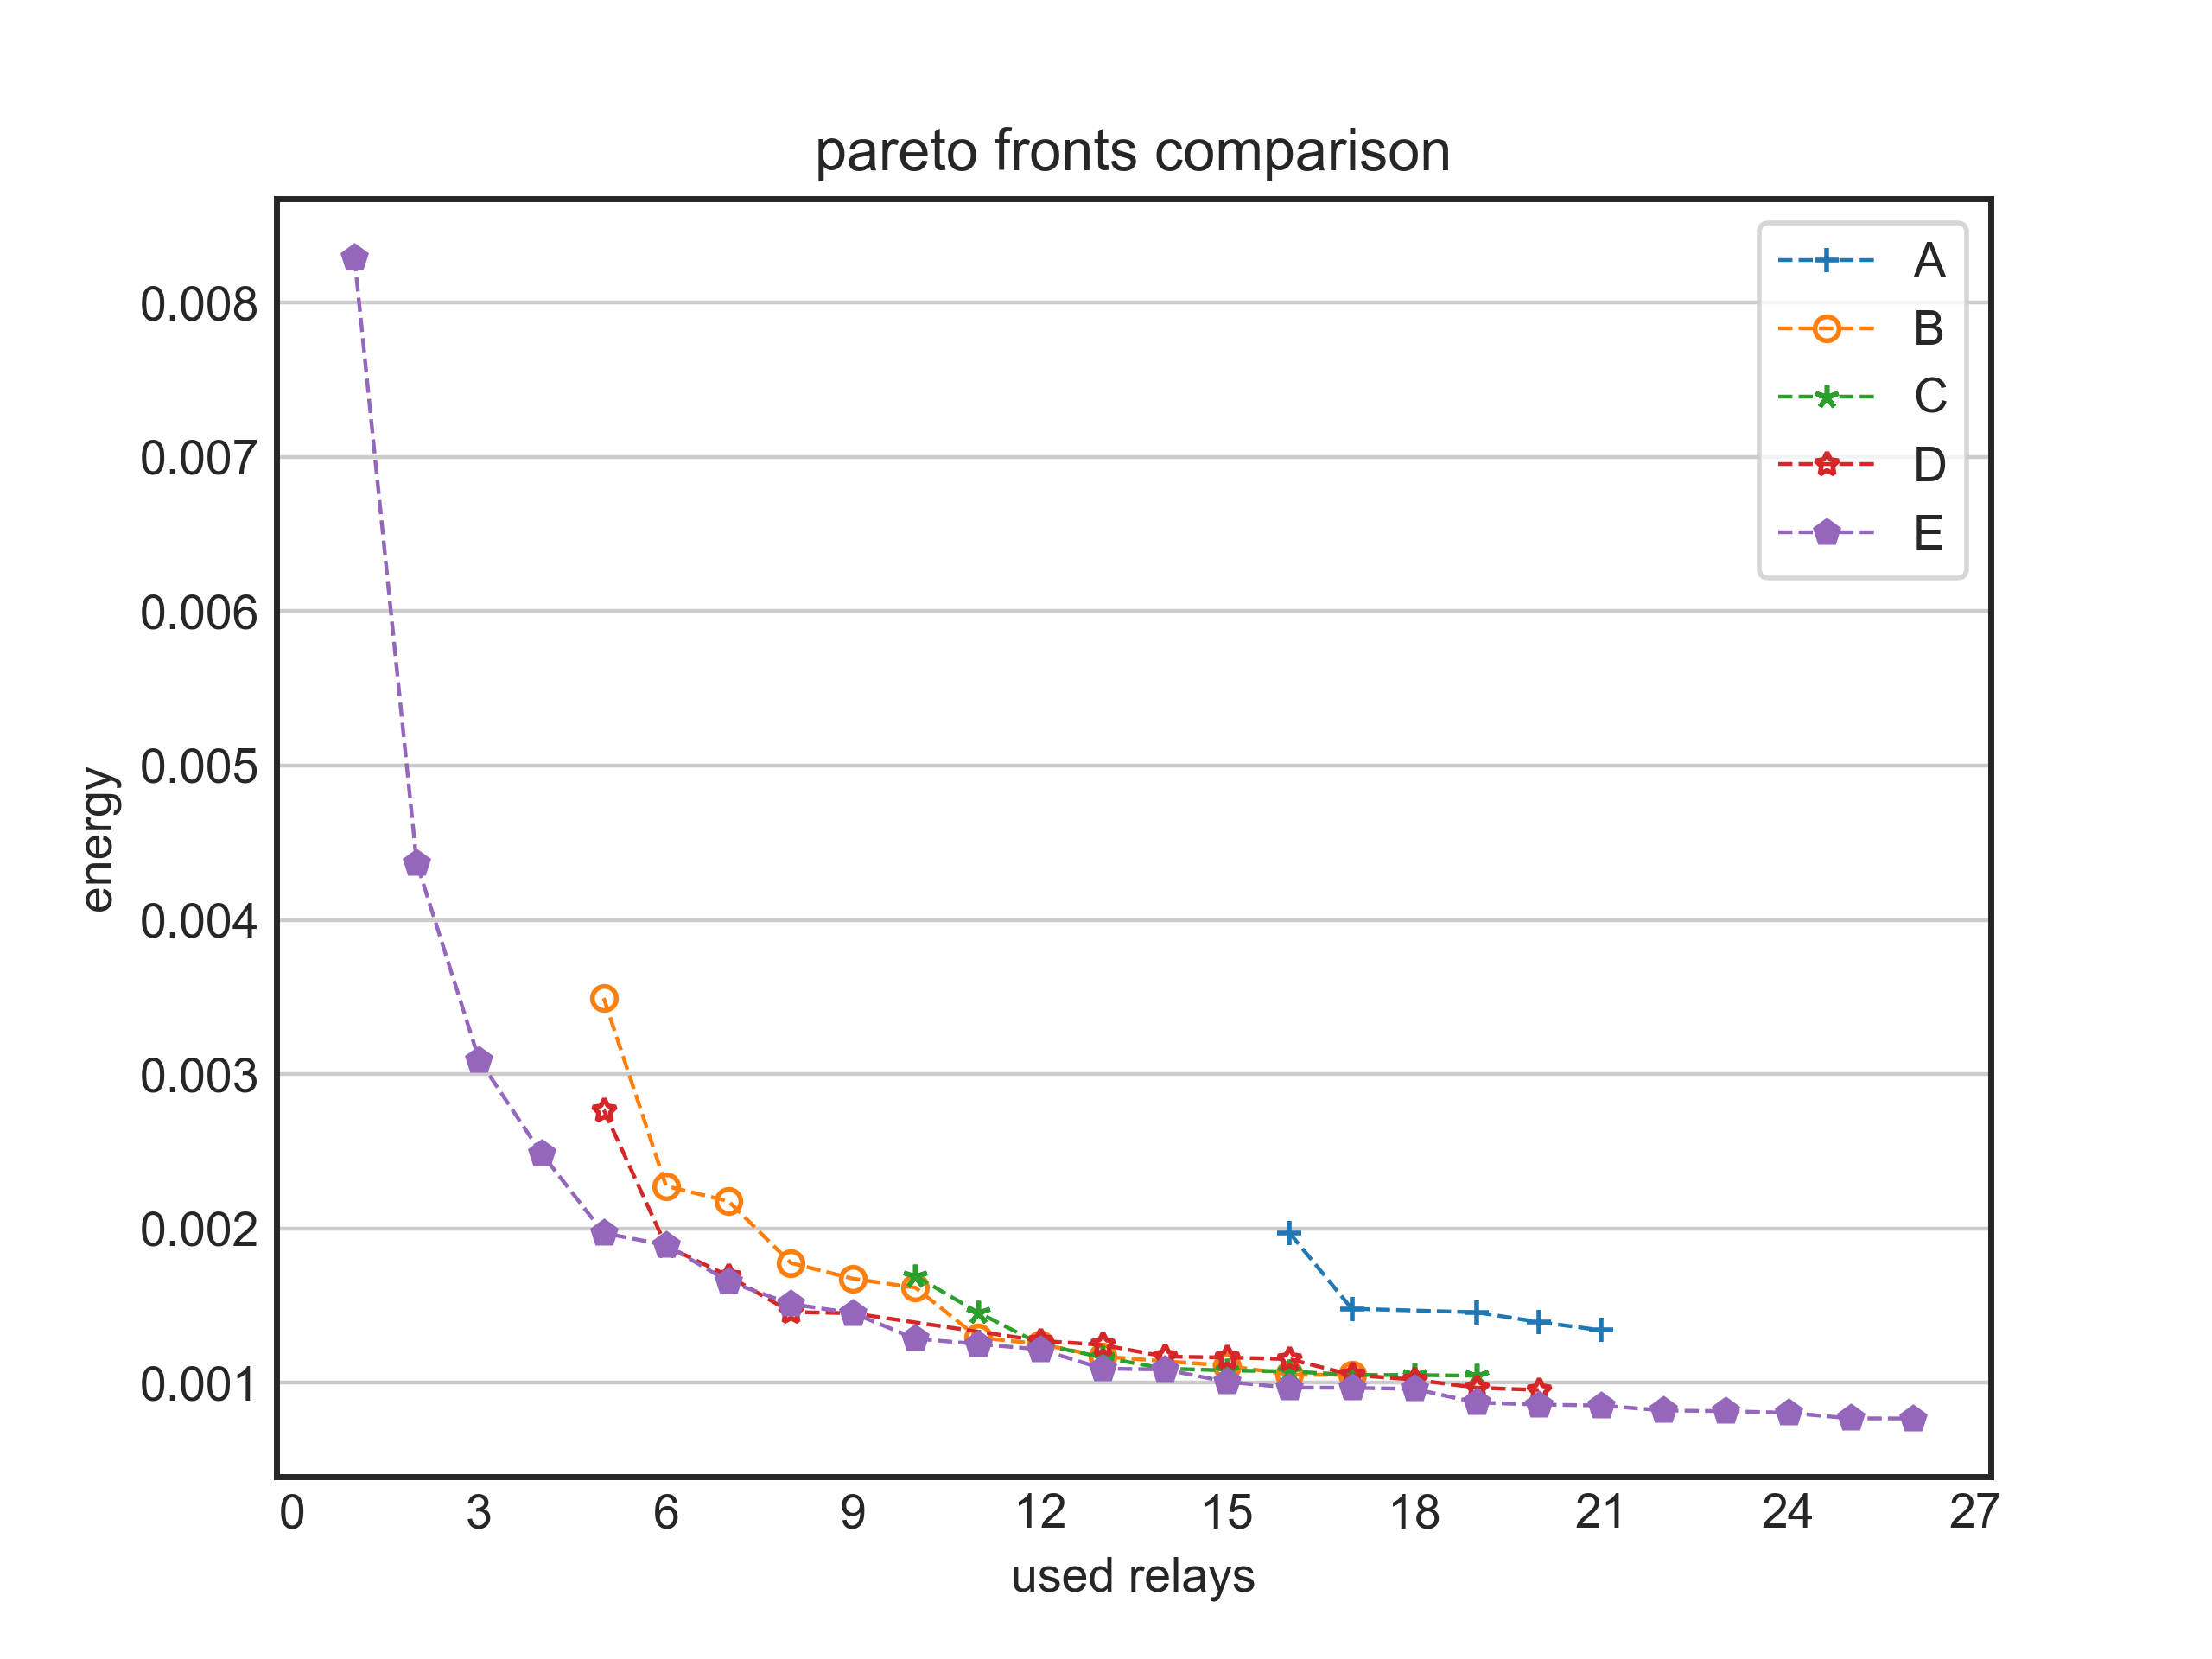 pareto fronts comparison
A
B
C
D
E
0.008
0.007
0.006
0.005
0.004
0.003
0.002
0.001
energy
0 3 6 9 12 15 18 21 24 27
used relays